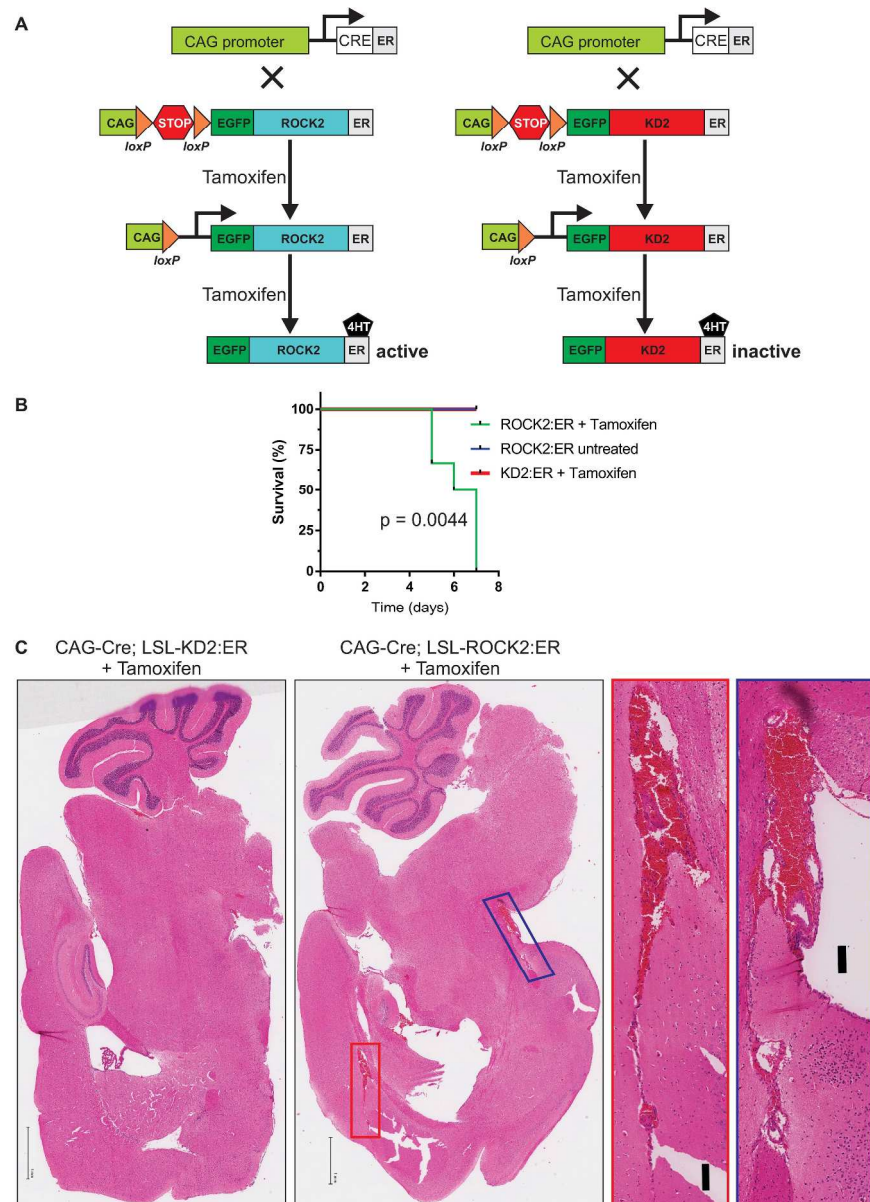 A
CAG promoter CRE ER CAG promoter CRE ER
CAG STOP EGFP ROCK2 ER CAG STOP EGFP KD2 ER
loxP loxP loxP loxP
Tamoxifen Tamoxifen
CAG EGFP ROCK2 ER CAG EGFP KD2 ER
loxP loxP
Tamoxifen Tamoxifen
4HT 4HT
EGFP ROCK2 ER active EGFP KD2 ER inactive
B
Survival (%)
100
75
50
25
0
0 2 4 6 8
Time (days)
ROCK2:ER + Tamoxifen
ROCK2:ER untreated
KD2:ER + Tamoxifen
p = 0.0044
C
CAG-Cre; LSL-KD2:ER
+ Tamoxifen
CAG-Cre; LSL-ROCK2:ER
+ Tamoxifen